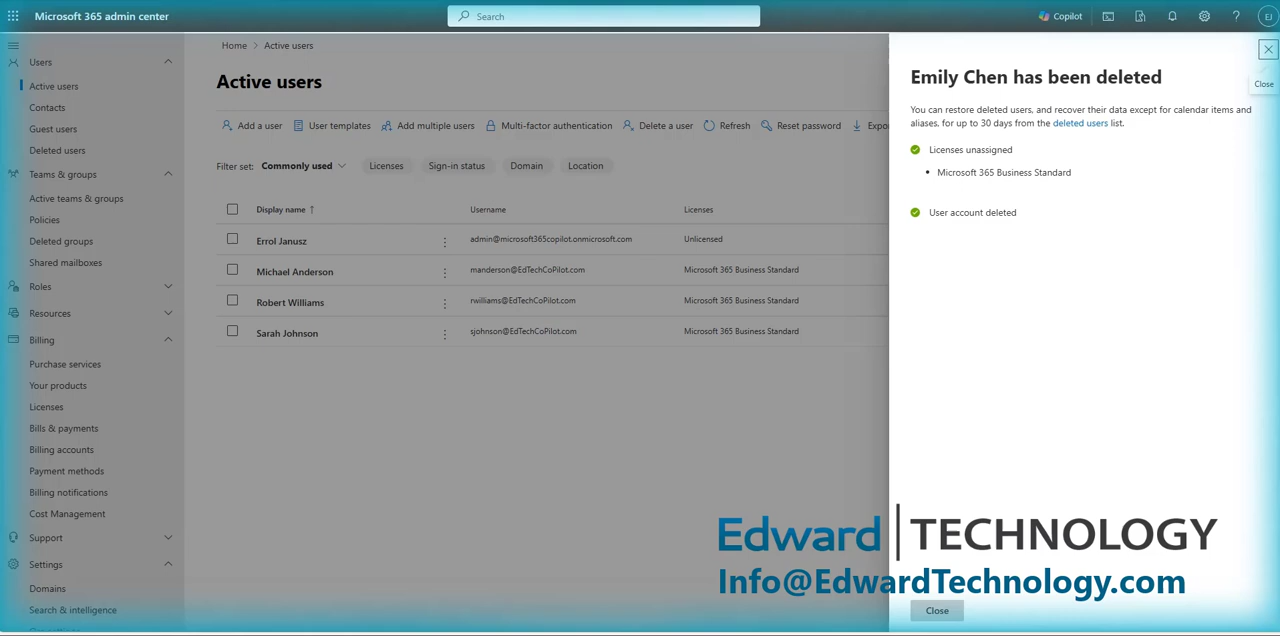 Microsoft 365 admin center
Search
Copilot
EJ
Users
Active users
Contacts
Guest users
Deleted users
Teams & groups
Active teams & groups
Policies
Deleted groups
Shared mailboxes
Roles
Resources
Billing
Purchase services
Your products
Licenses
Bills & payments
Billing accounts
Payment methods
Billing notifications
Cost Management
Support
Settings
Domains
Search & intelligence
Home > Active users
Active users
Add a user User templates Add multiple users Multi-factor authentication Delete a user Refresh Reset password Expo
Filter set: Commonly used Licenses Sign-in status Domain Location
Display name ↑ Username Licenses
Errol Janusz admin@microsoft365copilot.onmicrosoft.com Unlicensed
Michael Anderson manderson@EdTechCoPilot.com Microsoft 365 Business Standard
Robert Williams rwilliams@EdTechCoPilot.com Microsoft 365 Business Standard
Sarah Johnson sjohnson@EdTechCoPilot.com Microsoft 365 Business Standard
Close
Emily Chen has been deleted
You can restore deleted users, and recover their data except for calendar items and
aliases, for up to 30 days from the deleted users list.
Licenses unassigned
• Microsoft 365 Business Standard
User account deleted
Edward | TECHNOLOGY
Info@EdwardTechnology.com
Close